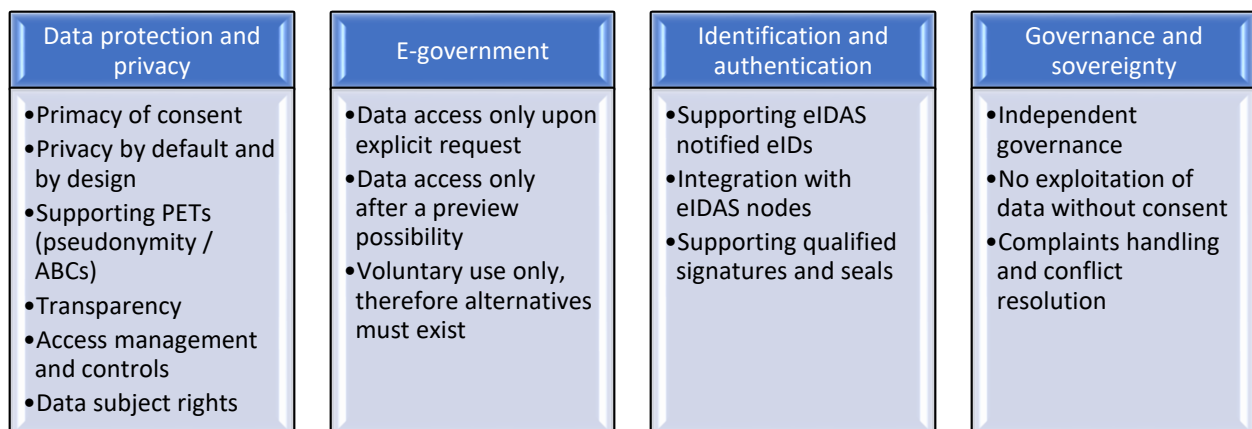 Data protection and
privacy
•Primacy of consent
•Privacy by default and
by design
•Supporting PETs
(pseudonymity /
ABCs)
•Transparency
•Access management
and controls
•Data subject rights
E-government
•Data access only upon
explicit request
•Data access only
after a preview
possibility
•Voluntary use only,
therefore alternatives
must exist
Identification and
authentication
•Supporting eIDAS
notified eIDs
•Integration with
eIDAS nodes
•Supporting qualified
signatures and seals
Governance and
sovereignty
•Independent
governance
•No exploitation of
data without consent
•Complaints handling
and conflict
resolution